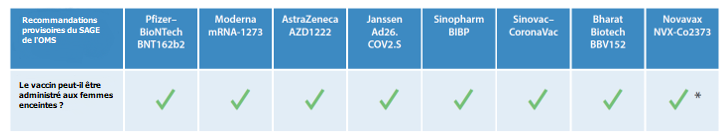 Recommandations
provisoires du SAGE
de l'OMS
Pfizer–
BioNTech
BNT162b2
Moderna
mRNA-1273
AstraZeneca
AZD1222
Janssen
Ad26.
COV2.S
Sinopharm
BIBP
Sinovac–
CoronaVac
Bharat
Biotech
BBV152
Novavax
NVX-Co2373
Le vaccin peut-il être
administré aux femmes
enceintes ?
*